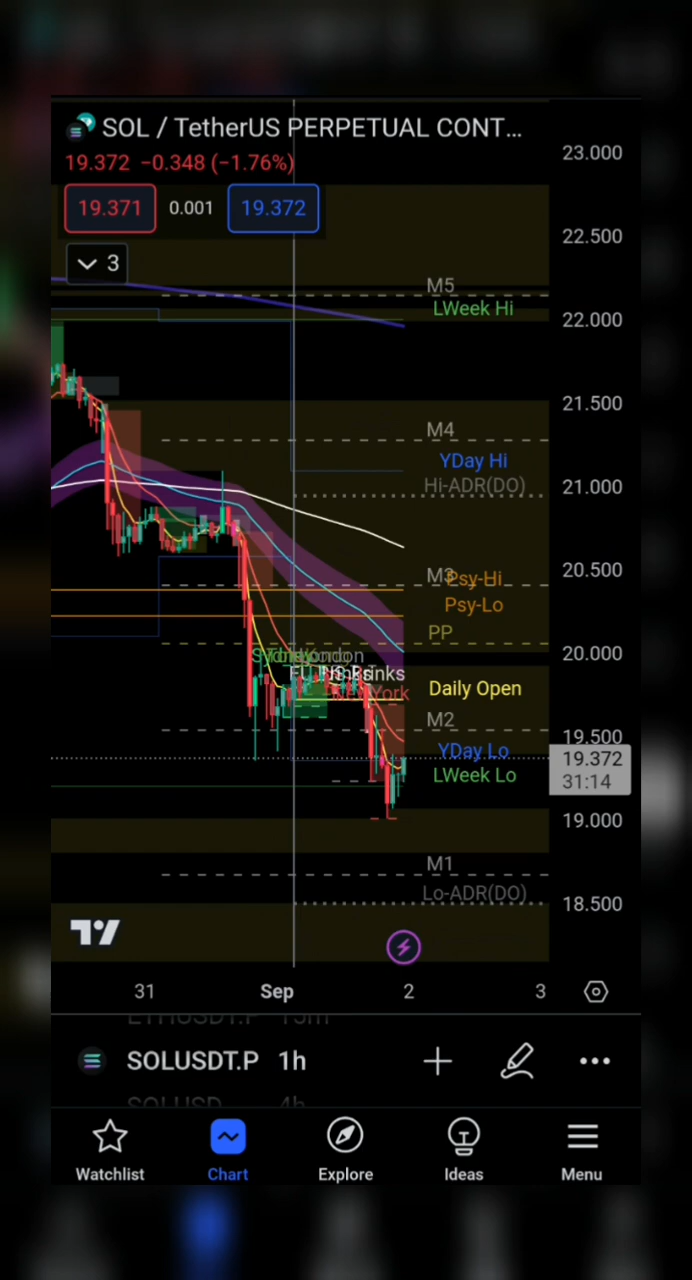 SOL / TetherUS PERPETUAL CONT...
19.372 −0.348 (−1.76%)
19.371 0.001 19.372
3
23.000
22.500
M5
LWeek Hi
22.000
21.500
M4
YDay Hi
Hi-ADR(DO)
21.000
20.500
M3
Psy-Hi
Psy-Lo
PP
20.000
Daily Open
M2
19.500
YDay Lo
19.372
31:14
LWeek Lo
19.000
M1
Lo-ADR(DO)
18.500
31 Sep 2 3
SOLUSDT.P 1h
Watchlist Chart Explore Ideas Menu